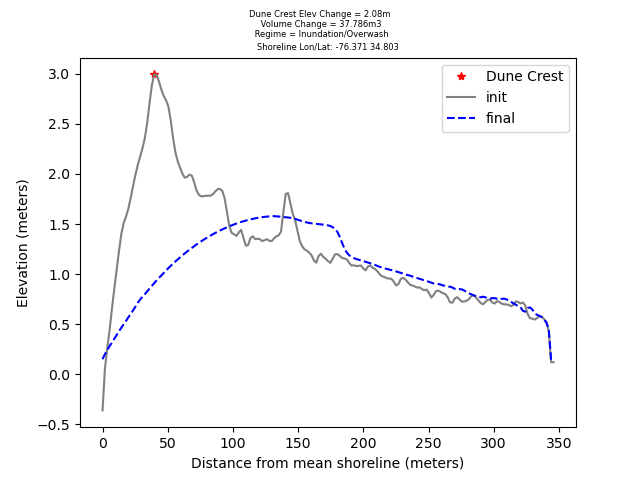 Dune Crest Elev Change = 2.08m
Volume Change = 37.786m3
Regime = Inundation/Overwash
Shoreline Lon/Lat: -76.371 34.803
Dune Crest
init
final
3.0
2.5
2.0
1.5
1.0
0.5
0.0
−0.5
Elevation (meters)
0 50 100 150 200 250 300 350
Distance from mean shoreline (meters)